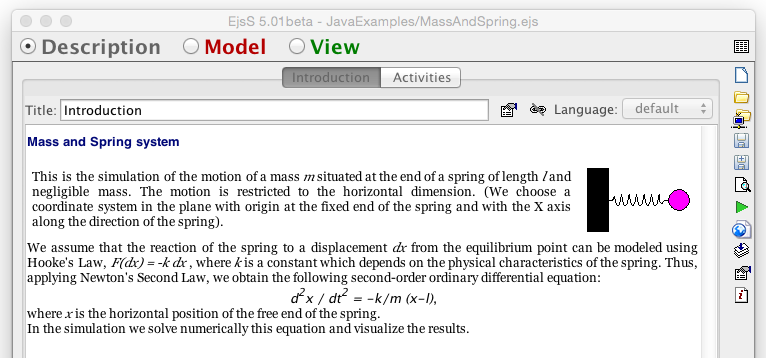 EjsS 5.01beta - JavaExamples/MassAndSpring.ejs
Description Model View
Introduction Activities
Title: Introduction Language: default
Mass and Spring system
This is the simulation of the motion of a mass m situated at the end of a spring of length l and
negligible mass. The motion is restricted to the horizontal dimension. (We choose a
coordinate system in the plane with origin at the fixed end of the spring and with the X axis
along the direction of the spring).
We assume that the reaction of the spring to a displacement dx from the equilibrium point can be modeled using
Hooke's Law, F(dx) = -k dx , where k is a constant which depends on the physical characteristics of the spring. Thus,
applying Newton's Second Law, we obtain the following second-order ordinary differential equation:
d² x / dt² = -k/m (x-l),
where x is the horizontal position of the free end of the spring.
In the simulation we solve numerically this equation and visualize the results.